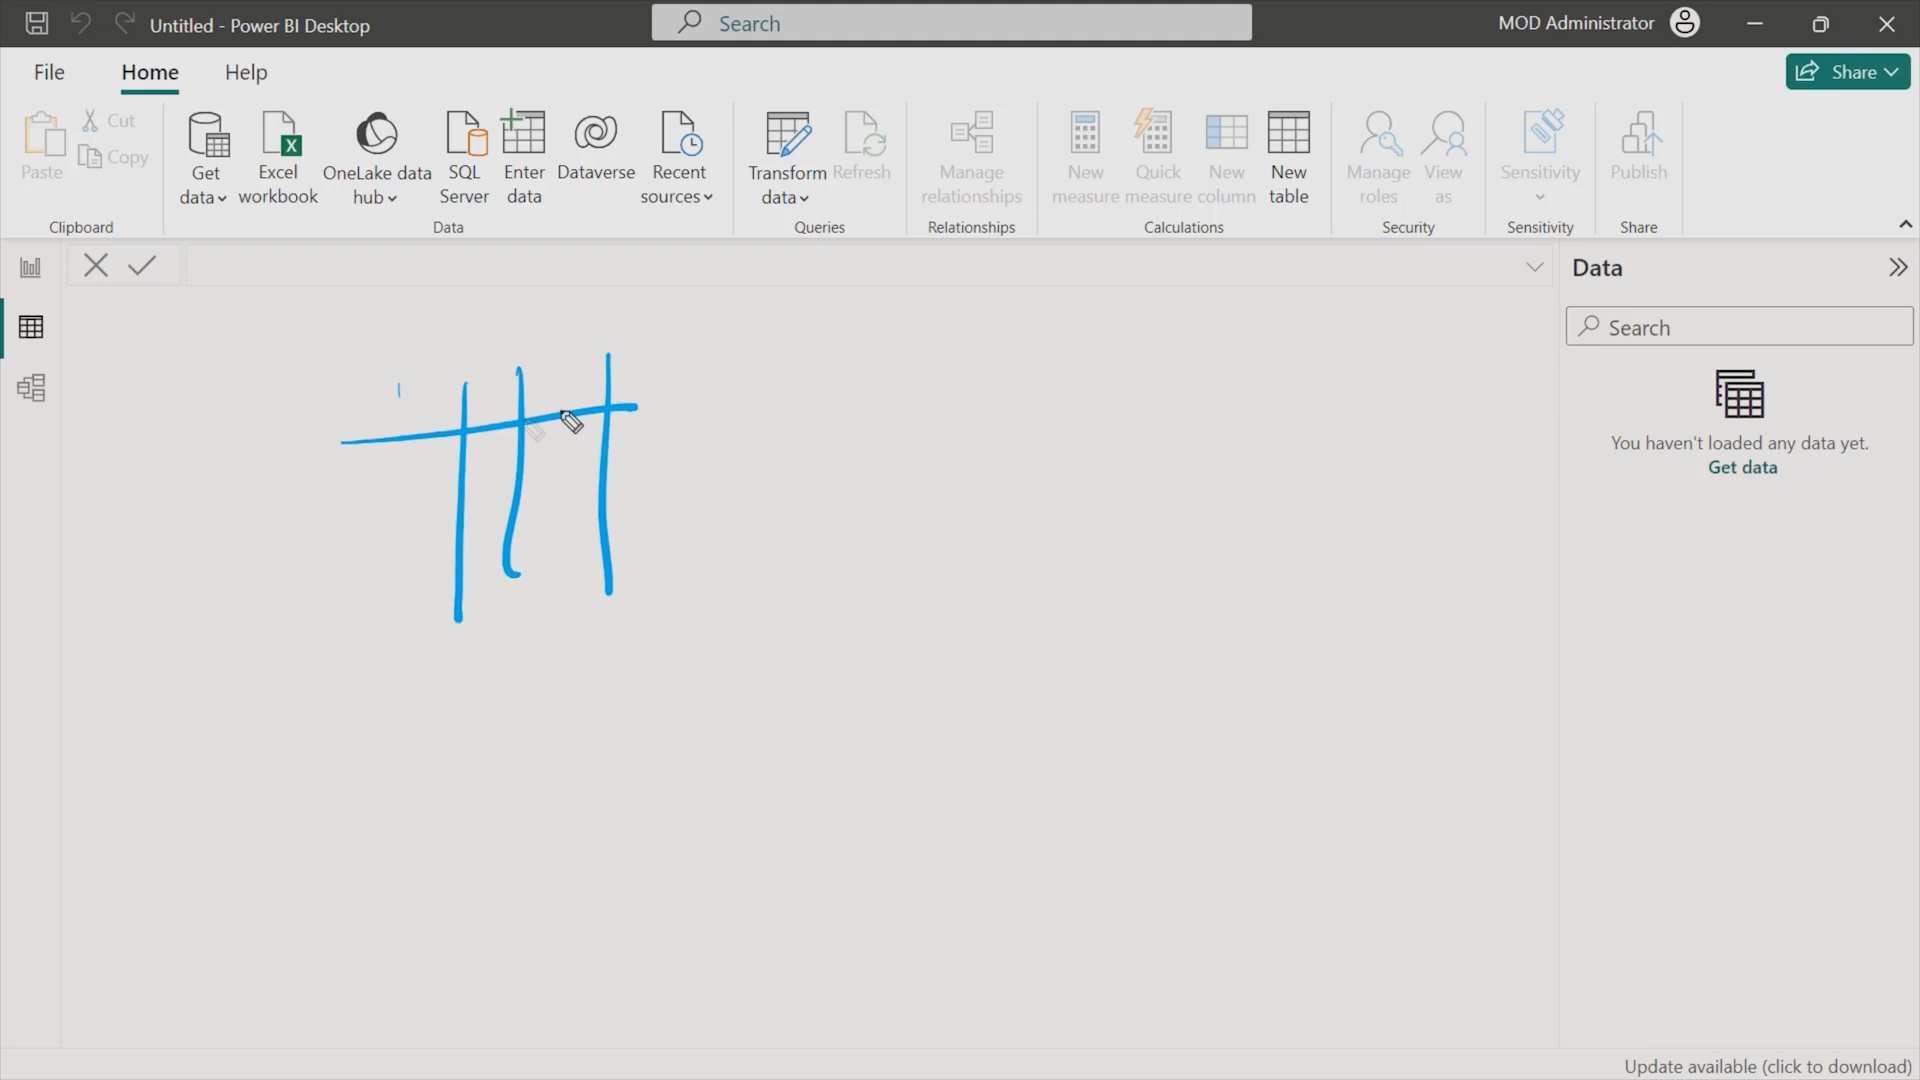 Untitled - Power BI Desktop
Search
MOD Administrator
File
Home
Help
Share
Paste
Cut
Copy
Clipboard
Get data
Excel workbook
OneLake data hub
SQL Server
Enter data
Dataverse
Recent sources
Data
Transform data
Refresh
Queries
Manage relationships
Relationships
New measure
Quick measure
New column
New table
Calculations
Manage roles
View as
Security
Sensitivity
Sensitivity
Publish
Share
Data
Search
You haven't loaded any data yet.
Get data
Update available (click to download)